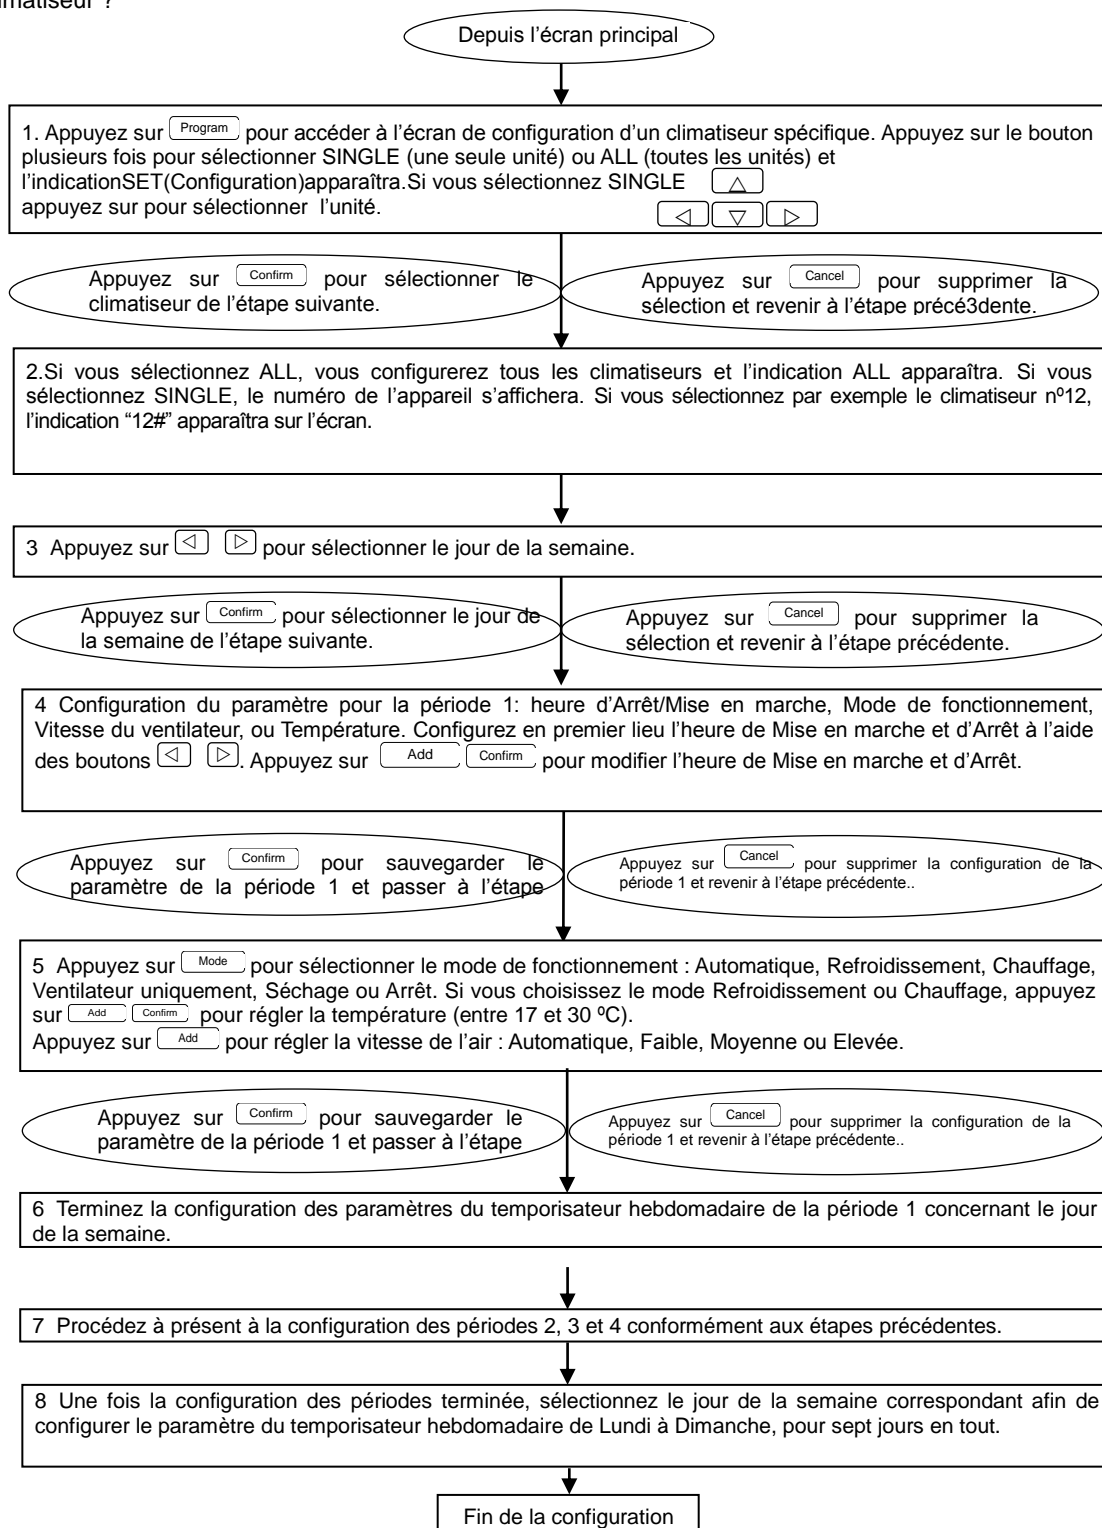 climatiseur ?
Depuis l’écran principal
1. Appuyez sur Program pour accéder à l’écran de configuration d’un climatiseur spécifique. Appuyez sur le bouton
plusieurs fois pour sélectionner SINGLE (une seule unité) ou ALL (toutes les unités) et
l’indicationSET(Configuration)apparaîtra.Si vous sélectionnez SINGLE
appuyez sur pour sélectionner l’unité.
Appuyez sur Confirm pour sélectionner le
climatiseur de l’étape suivante.
Appuyez sur Cancel pour supprimer la
sélection et revenir à l’étape précé3dente.
2.Si vous sélectionnez ALL, vous configurerez tous les climatiseurs et l’indication ALL apparaîtra. Si vous
sélectionnez SINGLE, le numéro de l’appareil s’affichera. Si vous sélectionnez par exemple le climatiseur nº12,
l’indication “12#” apparaîtra sur l’écran.
3 Appuyez sur pour sélectionner le jour de la semaine.
Appuyez sur Confirm pour sélectionner le jour de
la semaine de l’étape suivante.
Appuyez sur Cancel pour supprimer la
sélection et revenir à l’étape précédente.
4 Configuration du paramètre pour la période 1: heure d’Arrêt/Mise en marche, Mode de fonctionnement,
Vitesse du ventilateur, ou Température. Configurez en premier lieu l’heure de Mise en marche et d’Arrêt à l’aide
des boutons . Appuyez sur Add Confirm pour modifier l’heure de Mise en marche et d’Arrêt.
Appuyez sur Confirm pour sauvegarder le
paramètre de la période 1 et passer à l’étape
Appuyez sur Cancel pour supprimer la configuration de la
période 1 et revenir à l’étape précédente..
5 Appuyez sur Mode pour sélectionner le mode de fonctionnement : Automatique, Refroidissement, Chauffage,
Ventilateur uniquement, Séchage ou Arrêt. Si vous choisissez le mode Refroidissement ou Chauffage, appuyez
sur Add Confirm pour régler la température (entre 17 et 30 ºC).
Appuyez sur Add pour régler la vitesse de l’air : Automatique, Faible, Moyenne ou Elevée.
Appuyez sur Confirm pour sauvegarder le
paramètre de la période 1 et passer à l’étape
Appuyez sur Cancel pour supprimer la configuration de la
période 1 et revenir à l’étape précédente..
6 Terminez la configuration des paramètres du temporisateur hebdomadaire de la période 1 concernant le jour
de la semaine.
7 Procédez à présent à la configuration des périodes 2, 3 et 4 conformément aux étapes précédentes.
8 Une fois la configuration des périodes terminée, sélectionnez le jour de la semaine correspondant afin de
configurer le paramètre du temporisateur hebdomadaire de Lundi à Dimanche, pour sept jours en tout.
Fin de la configuration